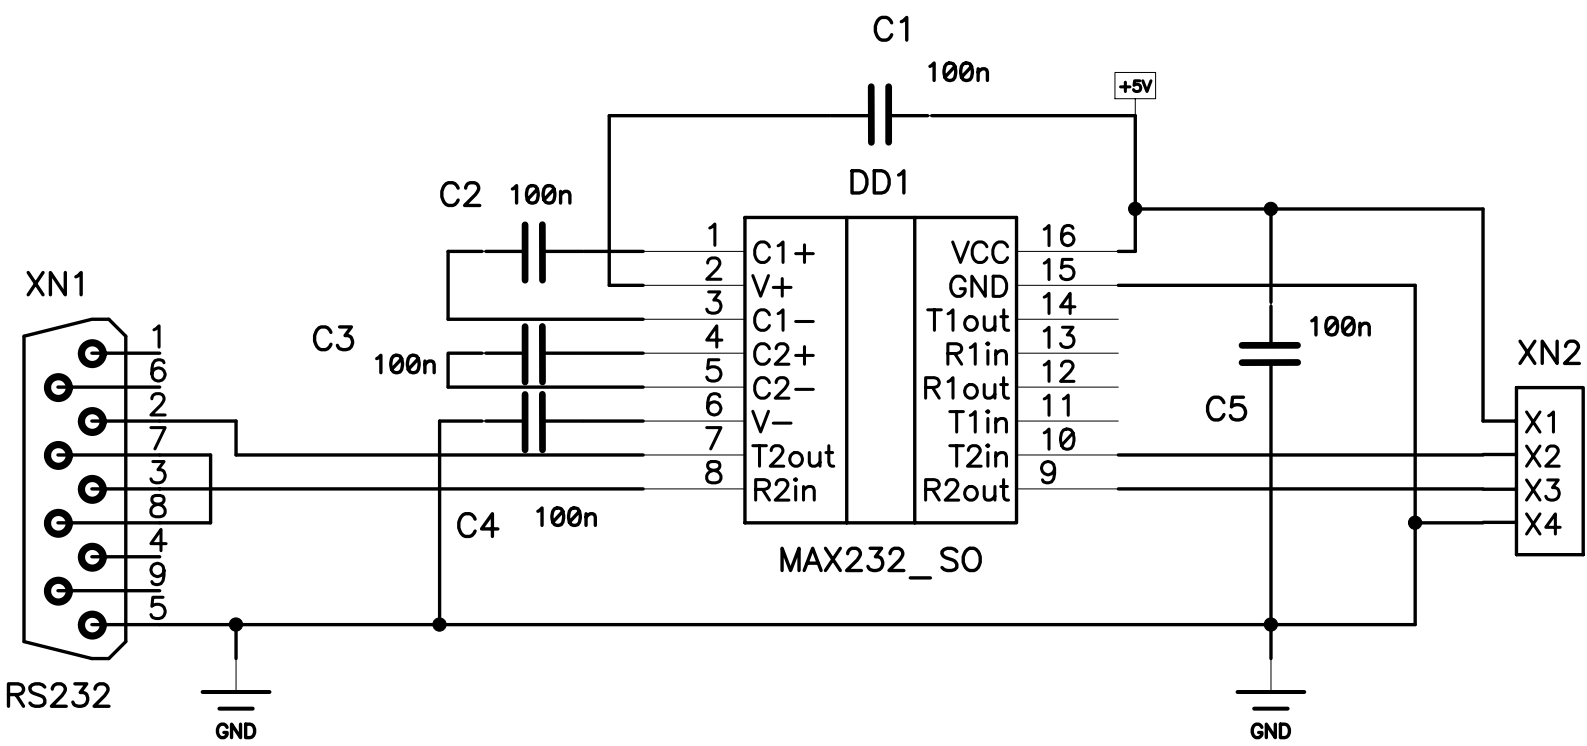 C1
100n
+5V
DD1
C2 100n
1 C1+ VCC 16
2 V+ GND 15
3 C1- T1out 14
4 C2+ R1in 13
5 C2- R1out 12
6 V- T1in 11
7 T2out T2in 10
8 R2in R2out 9
MAX232_SO
C3
100n
C4 100n
XN1
1
6
2
7
3
8
4
9
5
RS232
GND
100n
C5
GND
XN2
X1
X2
X3
X4